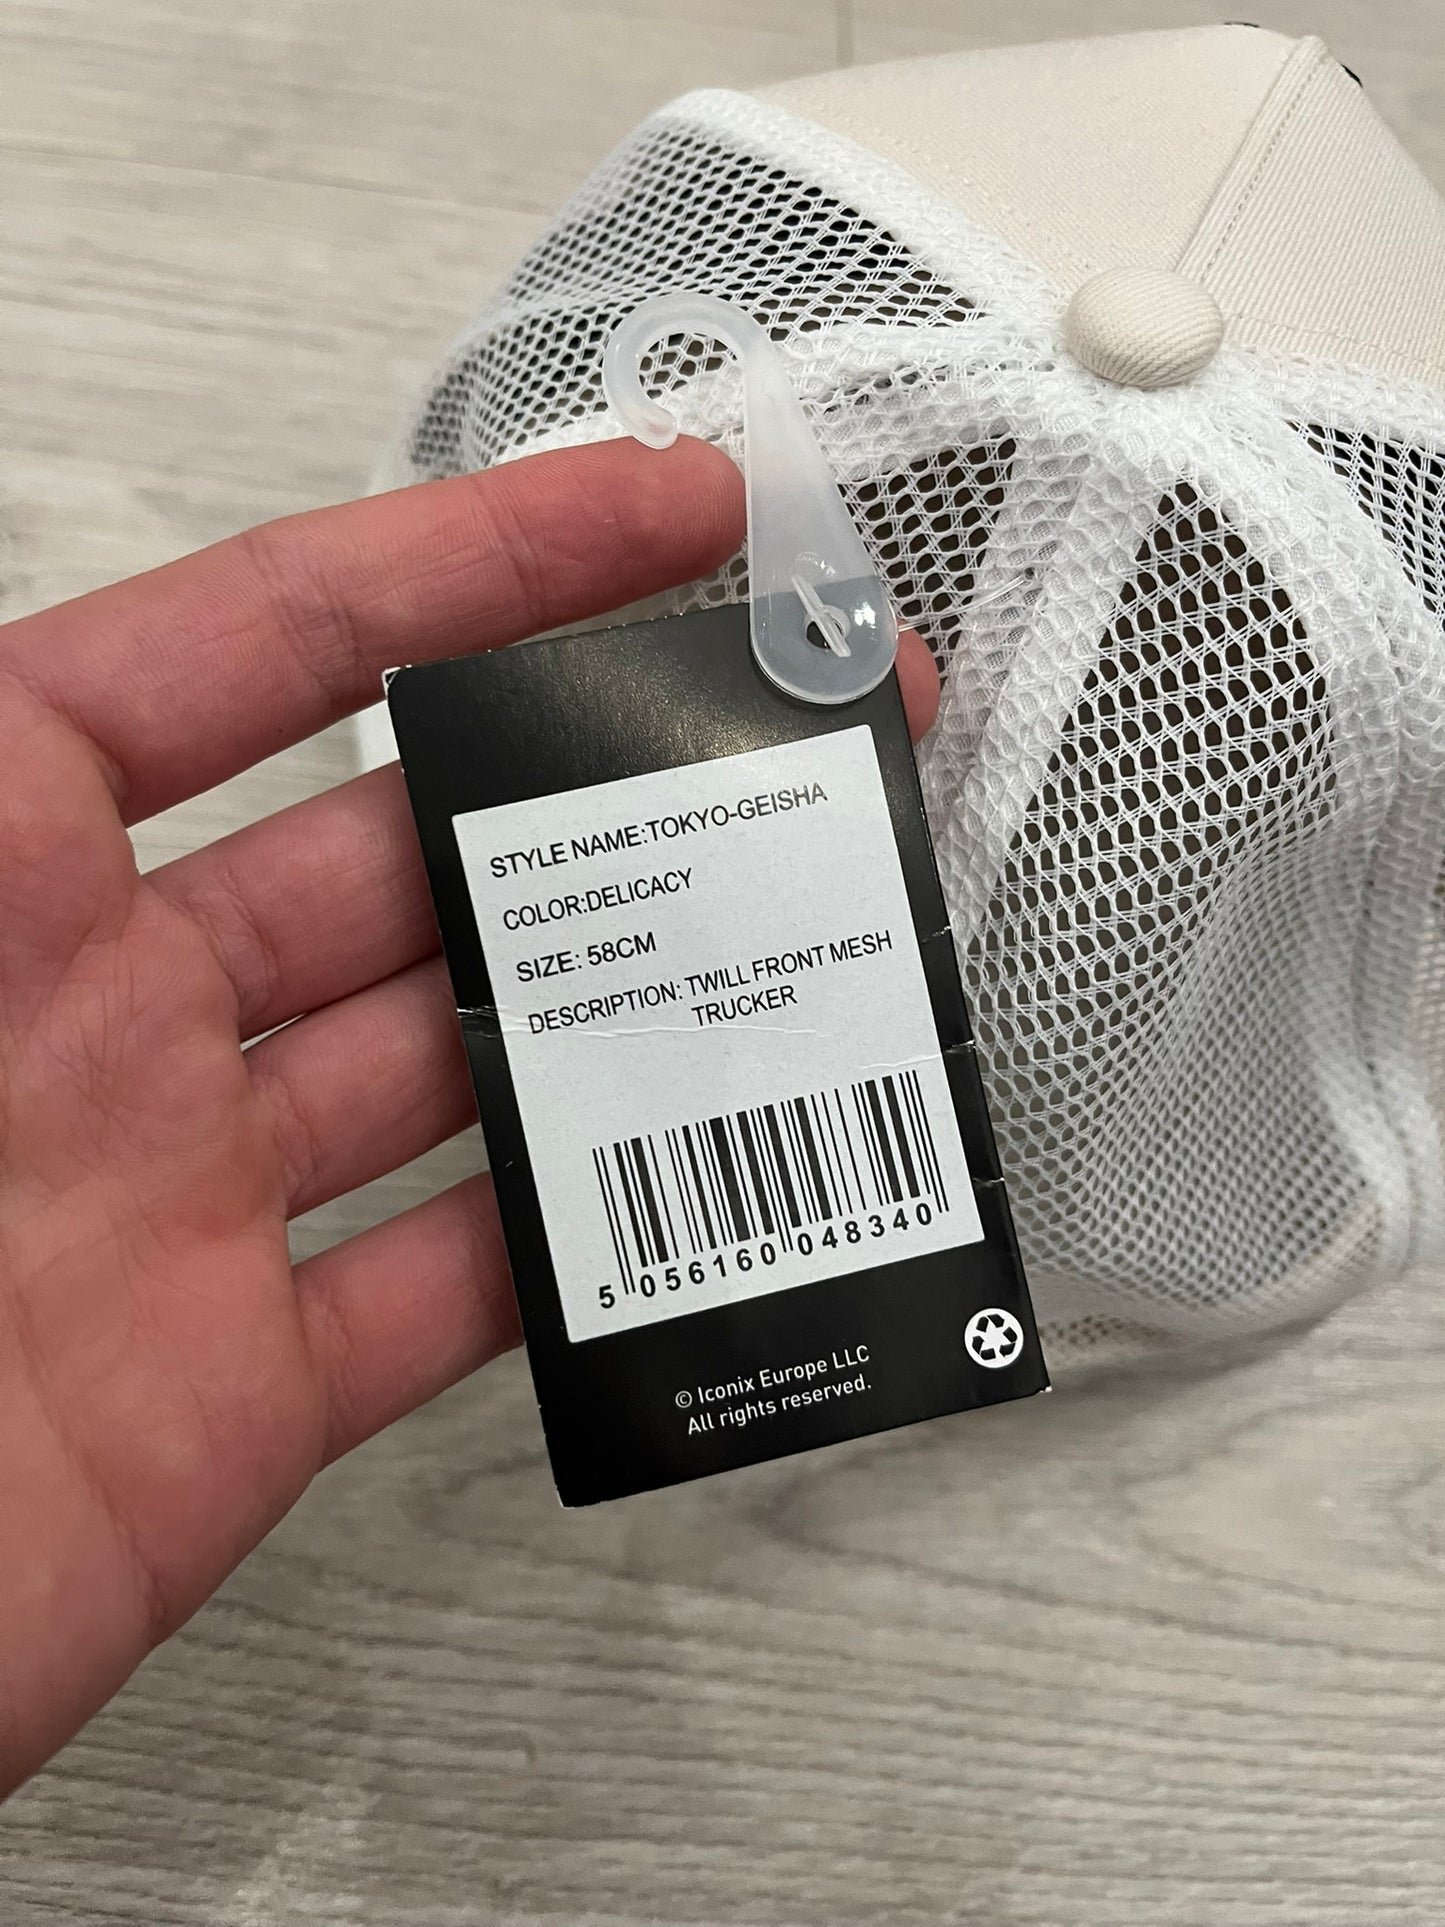 STYLE NAME:TOKYO-GEISHA
COLOR:DELICACY
SIZE: 58CM
DESCRIPTION: TWILL FRONT MESH
TRUCKER
5 056160 048340
© Iconix Europe LLC
All rights reserved.